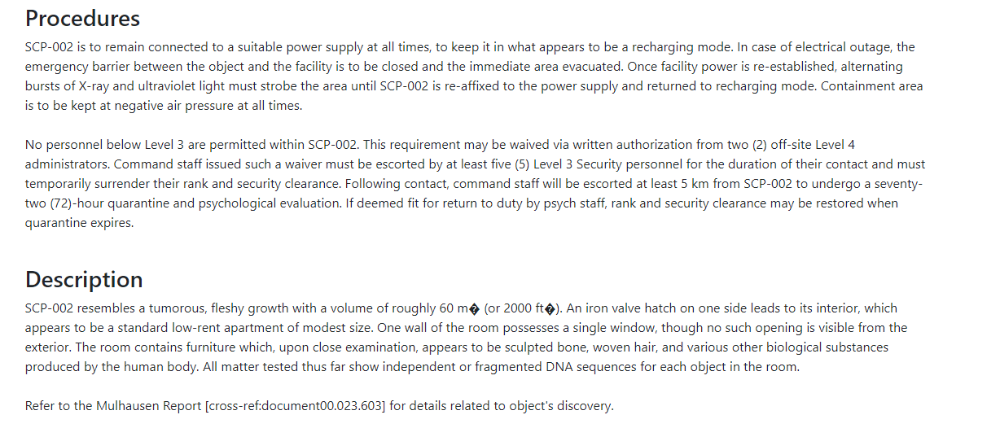 Procedures
SCP-002 is to remain connected to a suitable power supply at all times, to keep it in what appears to be a recharging mode. In case of electrical outage, the
emergency barrier between the object and the facility is to be closed and the immediate area evacuated. Once facility power is re-established, alternating
bursts of X-ray and ultraviolet light must strobe the area until SCP-002 is re-affixed to the power supply and returned to recharging mode. Containment area
is to be kept at negative air pressure at all times.
No personnel below Level 3 are permitted within SCP-002. This requirement may be waived via written authorization from two (2) off-site Level 4
administrators. Command staff issued such a waiver must be escorted by at least five (5) Level 3 Security personnel for the duration of their contact and must
temporarily surrender their rank and security clearance. Following contact, command staff will be escorted at least 5 km from SCP-002 to undergo a seventy-
two (72)-hour quarantine and psychological evaluation. If deemed fit for return to duty by psych staff, rank and security clearance may be restored when
quarantine expires.
Description
SCP-002 resembles a tumorous, fleshy growth with a volume of roughly 60 m� (or 2000 ft�). An iron valve hatch on one side leads to its interior, which
appears to be a standard low-rent apartment of modest size. One wall of the room possesses a single window, though no such opening is visible from the
exterior. The room contains furniture which, upon close examination, appears to be sculpted bone, woven hair, and various other biological substances
produced by the human body. All matter tested thus far show independent or fragmented DNA sequences for each object in the room.
Refer to the Mulhausen Report [cross-ref:document00.023.603] for details related to object's discovery.